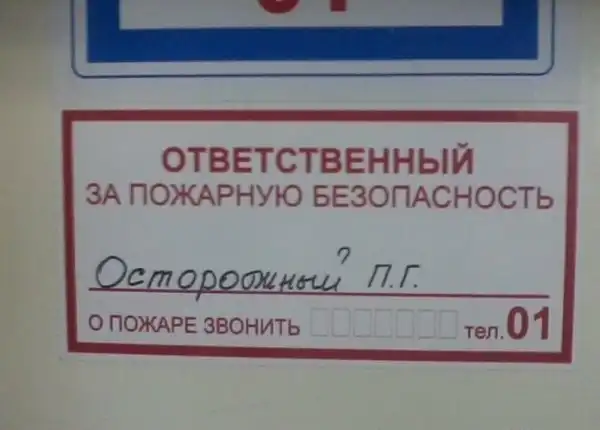 ОТВЕТСТВЕННЫЙ
ЗА ПОЖАРНУЮ БЕЗОПАСНОСТЬ
Осторожный П.Г.
О ПОЖАРЕ ЗВОНИТЬ тел. 01